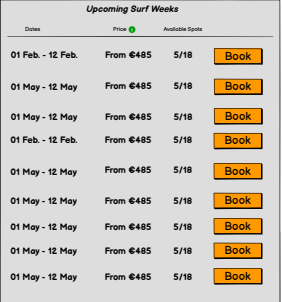 Upcoming Surf Weeks
Dates Price Available Spots
01 Feb. - 12 Feb. From €485 5/18 Book
01 May - 12 May From €485 5/18 Book
01 May - 12 May From €485 5/18 Book
01 Feb. - 12 Feb. From €485 5/18 Book
01 May - 12 May From €485 5/18 Book
01 May - 12 May From €485 5/18 Book
01 May - 12 May From €485 5/18 Book
01 May - 12 May From €485 5/18 Book
01 May - 12 May From €485 5/18 Book